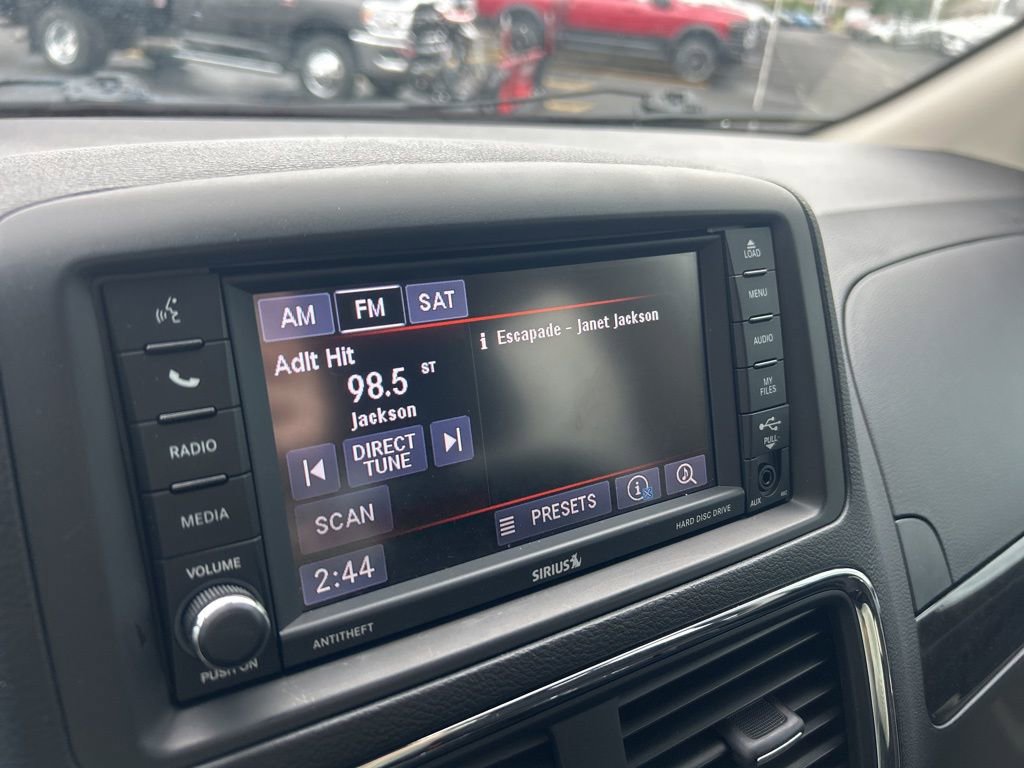 AM FM SAT
Adlt Hit
98.5 ST
Jackson
DIRECT
TUNE
SCAN
2:44
i Escapade - Janet Jackson
PRESETS
RADIO
MEDIA
VOLUME
PUSH ON
ANTITHEFT
SIRIUS
HARD DISC DRIVE
LOAD
MENU
AUDIO
MY
FILES
PULL
AUX